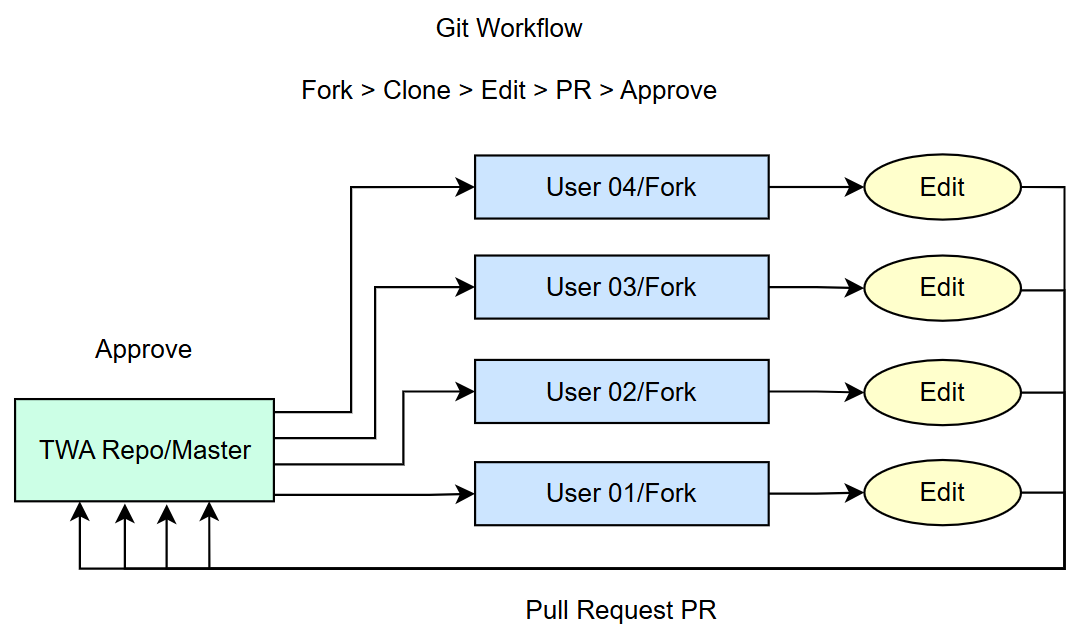 Git Workflow
Fork > Clone > Edit > PR > Approve
User 04/Fork
Edit
User 03/Fork
Edit
Approve
User 02/Fork
Edit
TWA Repo/Master
User 01/Fork
Edit
Pull Request PR